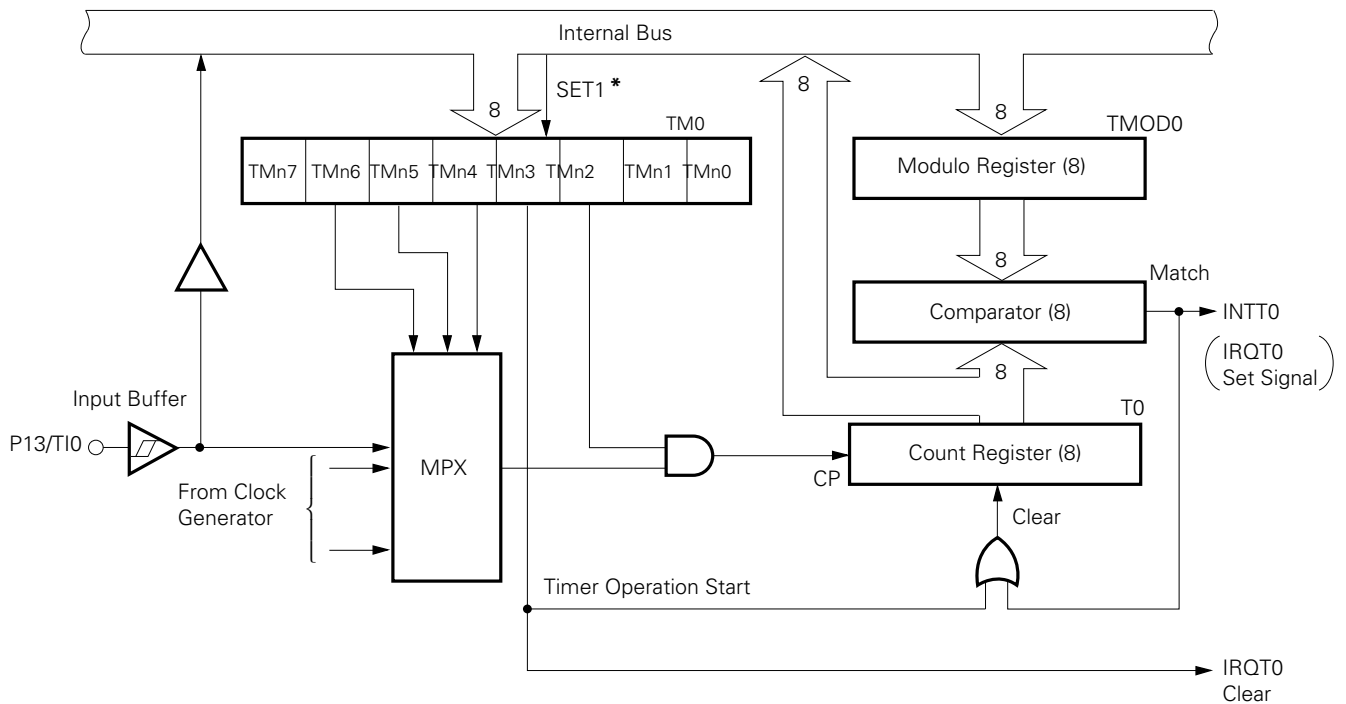 Internal Bus
8
SET1 *
8
8
TM0
TMOD0
TMn7 TMn6 TMn5 TMn4 TMn3 TMn2 TMn1 TMn0
Modulo Register (8)
8
Match
Comparator (8)
INTT0
(IRQT0
Set Signal)
8
Input Buffer
T0
P13/TI0
MPX
Count Register (8)
CP
From Clock
Generator
Clear
Timer Operation Start
IRQT0
Clear